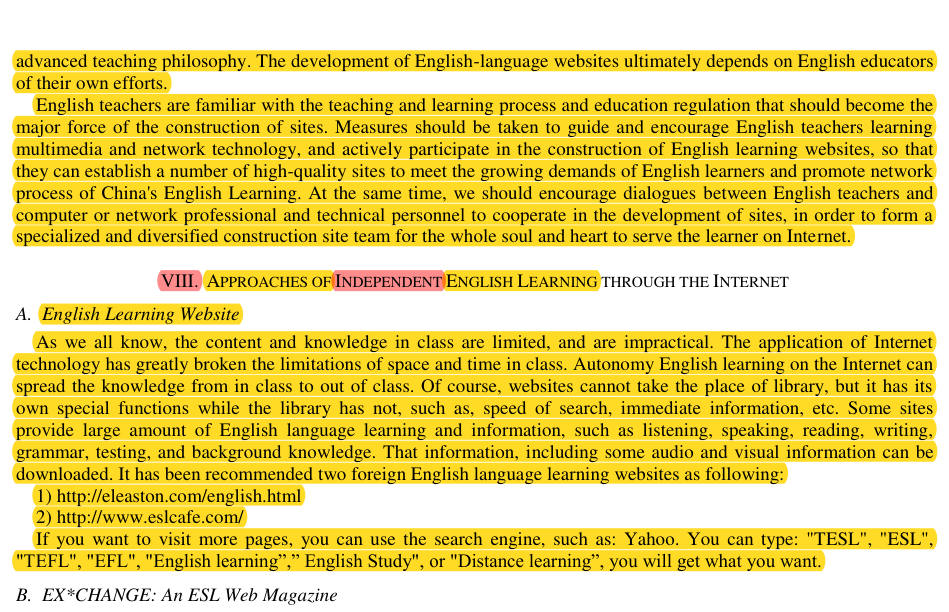 advanced teaching philosophy. The development of English-language websites ultimately depends on English educators
of their own efforts.
English teachers are familiar with the teaching and learning process and education regulation that should become the
major force of the construction of sites. Measures should be taken to guide and encourage English teachers learning
multimedia and network technology, and actively participate in the construction of English learning websites, so that
they can establish a number of high-quality sites to meet the growing demands of English learners and promote network
process of China's English Learning. At the same time, we should encourage dialogues between English teachers and
computer or network professional and technical personnel to cooperate in the development of sites, in order to form a
specialized and diversified construction site team for the whole soul and heart to serve the learner on Internet.
VIII. APPROACHES OF INDEPENDENT ENGLISH LEARNING THROUGH THE INTERNET
A. English Learning Website
As we all know, the content and knowledge in class are limited, and are impractical. The application of Internet
technology has greatly broken the limitations of space and time in class. Autonomy English learning on the Internet can
spread the knowledge from in class to out of class. Of course, websites cannot take the place of library, but it has its
own special functions while the library has not, such as, speed of search, immediate information, etc. Some sites
provide large amount of English language learning and information, such as listening, speaking, reading, writing,
grammar, testing, and background knowledge. That information, including some audio and visual information can be
downloaded. It has been recommended two foreign English language learning websites as following:
1) http://eleaston.com/english.html
2) http://www.eslcafe.com/
If you want to visit more pages, you can use the search engine, such as: Yahoo. You can type: "TESL", "ESL",
"TEFL", "EFL", "English learning”,” English Study", or "Distance learning”, you will get what you want.
B. EX*CHANGE: An ESL Web Magazine